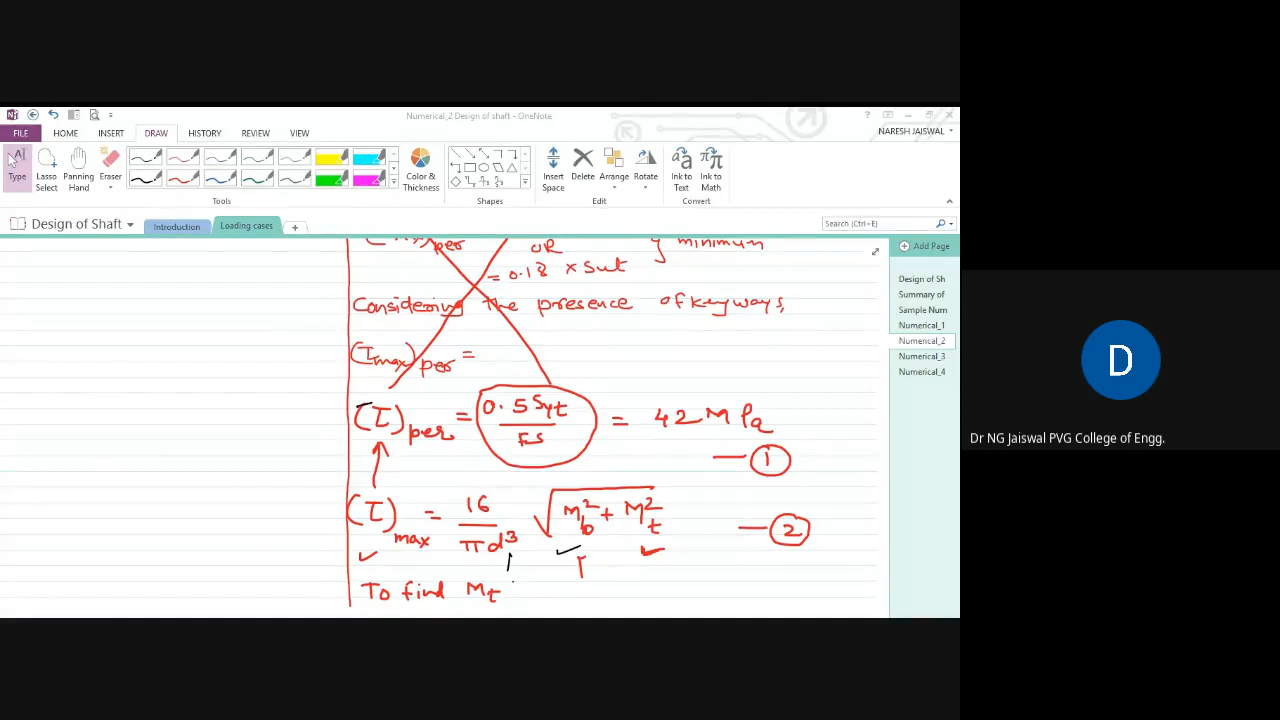 Numerical_2 Design of shaft - OneNote
FILE HOME INSERT DRAW HISTORY REVIEW VIEW
NARESH JAISWAL
Type
Lasso Select
Panning Hand
Eraser
Color & Thickness
Insert Space
Delete
Arrange
Rotate
Ink to Text
Ink to Math
Tools
Shapes
Edit
Convert
Design of Shaft
Introduction
Loading cases
Search (Ctrl+E)
Add Page
Design of Sh
Summary of
Sample Num
Numerical_1
Numerical_2
Numerical_3
Numerical_4
per OR minimum
= 0.18 × Sut
Considering the presence of keyways,
(τmax)per =
(τ)per = 0.5 Syt / FS = 42 MPa
— 1
(τ)max = 16 / πd³ √ Mb² + Mt² — 2
To find Mt
D
Dr NG Jaiswal PVG College of Engg.